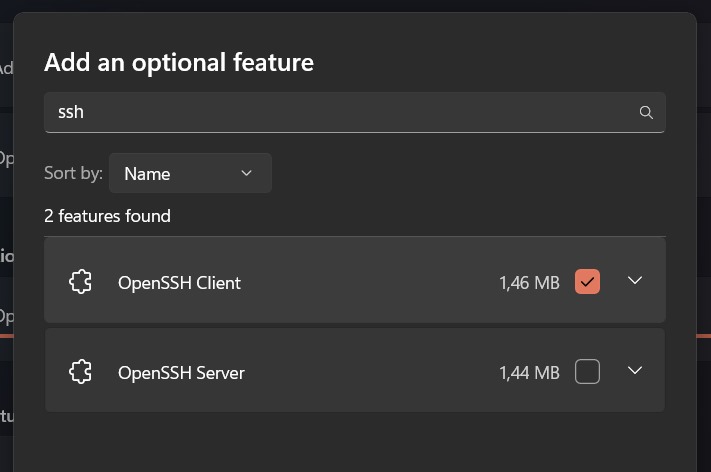 Add an optional feature
ssh
Sort by: Name
2 features found
OpenSSH Client 1,46 MB
OpenSSH Server 1,44 MB